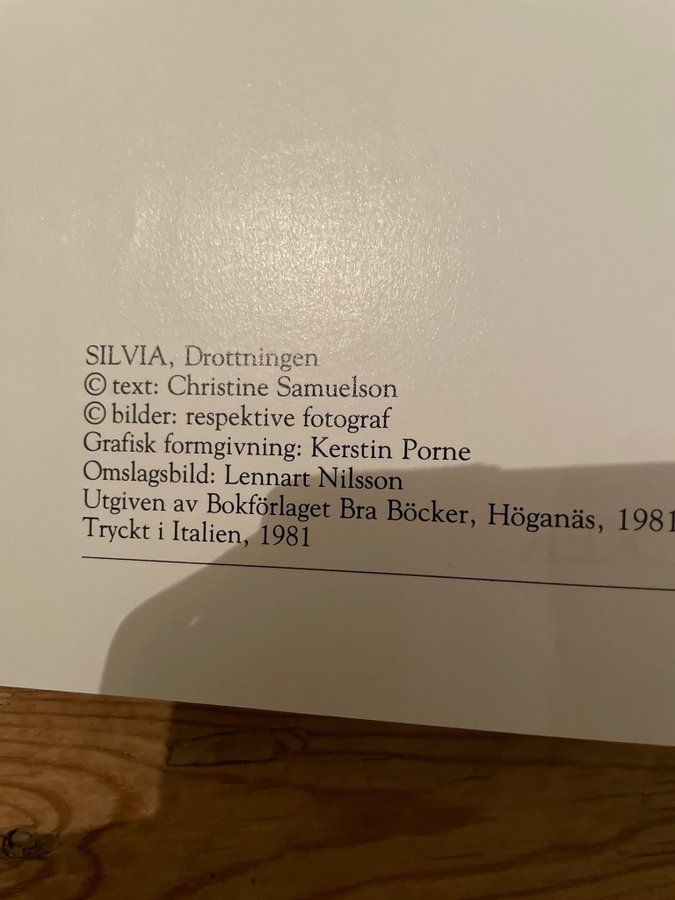 SILVIA, Drottningen
© text: Christine Samuelson
© bilder: respektive fotograf
Grafisk formgivning: Kerstin Porne
Omslagsbild: Lennart Nilsson
Utgiven av Bokförlaget Bra Böcker, Höganäs, 1981
Tryckt i Italien, 1981